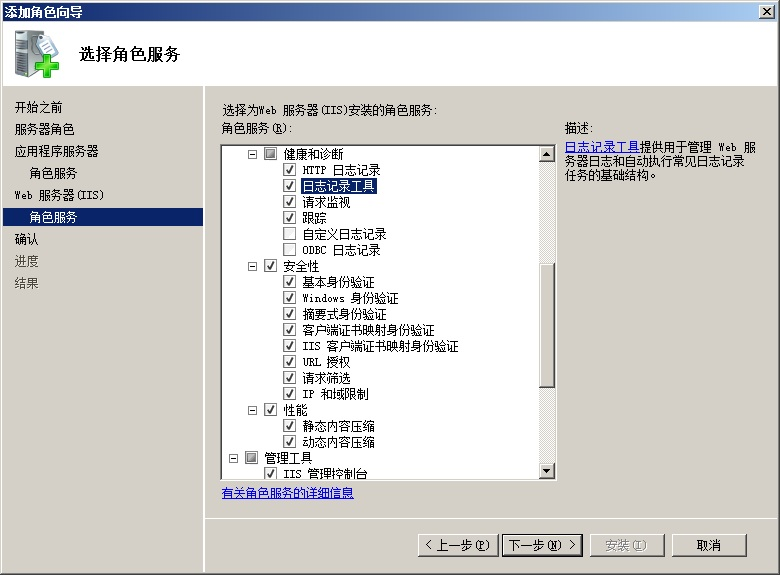 添加角色向导
选择角色服务
开始之前
服务器角色
应用程序服务器
角色服务
Web 服务器(IIS)
角色服务
确认
进度
结果
选择为Web 服务器(IIS)安装的角色服务:
角色服务(R):
健康和诊断
HTTP 日志记录
日志记录工具
请求监视
跟踪
自定义日志记录
ODBC 日志记录
安全性
基本身份验证
Windows 身份验证
摘要式身份验证
客户端证书映射身份验证
IIS 客户端证书映射身份验证
URL 授权
请求筛选
IP 和域限制
性能
静态内容压缩
动态内容压缩
管理工具
IIS 管理控制台
有关角色服务的详细信息
描述:
日志记录工具提供用于管理 Web 服
务器日志和自动执行常见日志记录
任务的基础结构。
< 上一步(P)
下一步(N) >
安装(I)
取消